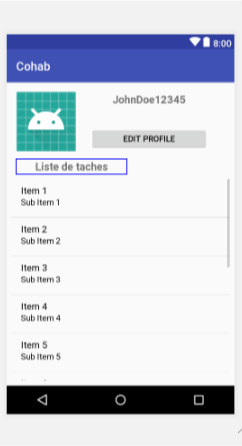 8:00
Cohab
JohnDoe12345
EDIT PROFILE
Liste de taches
Item 1
Sub Item 1
Item 2
Sub Item 2
Item 3
Sub Item 3
Item 4
Sub Item 4
Item 5
Sub Item 5